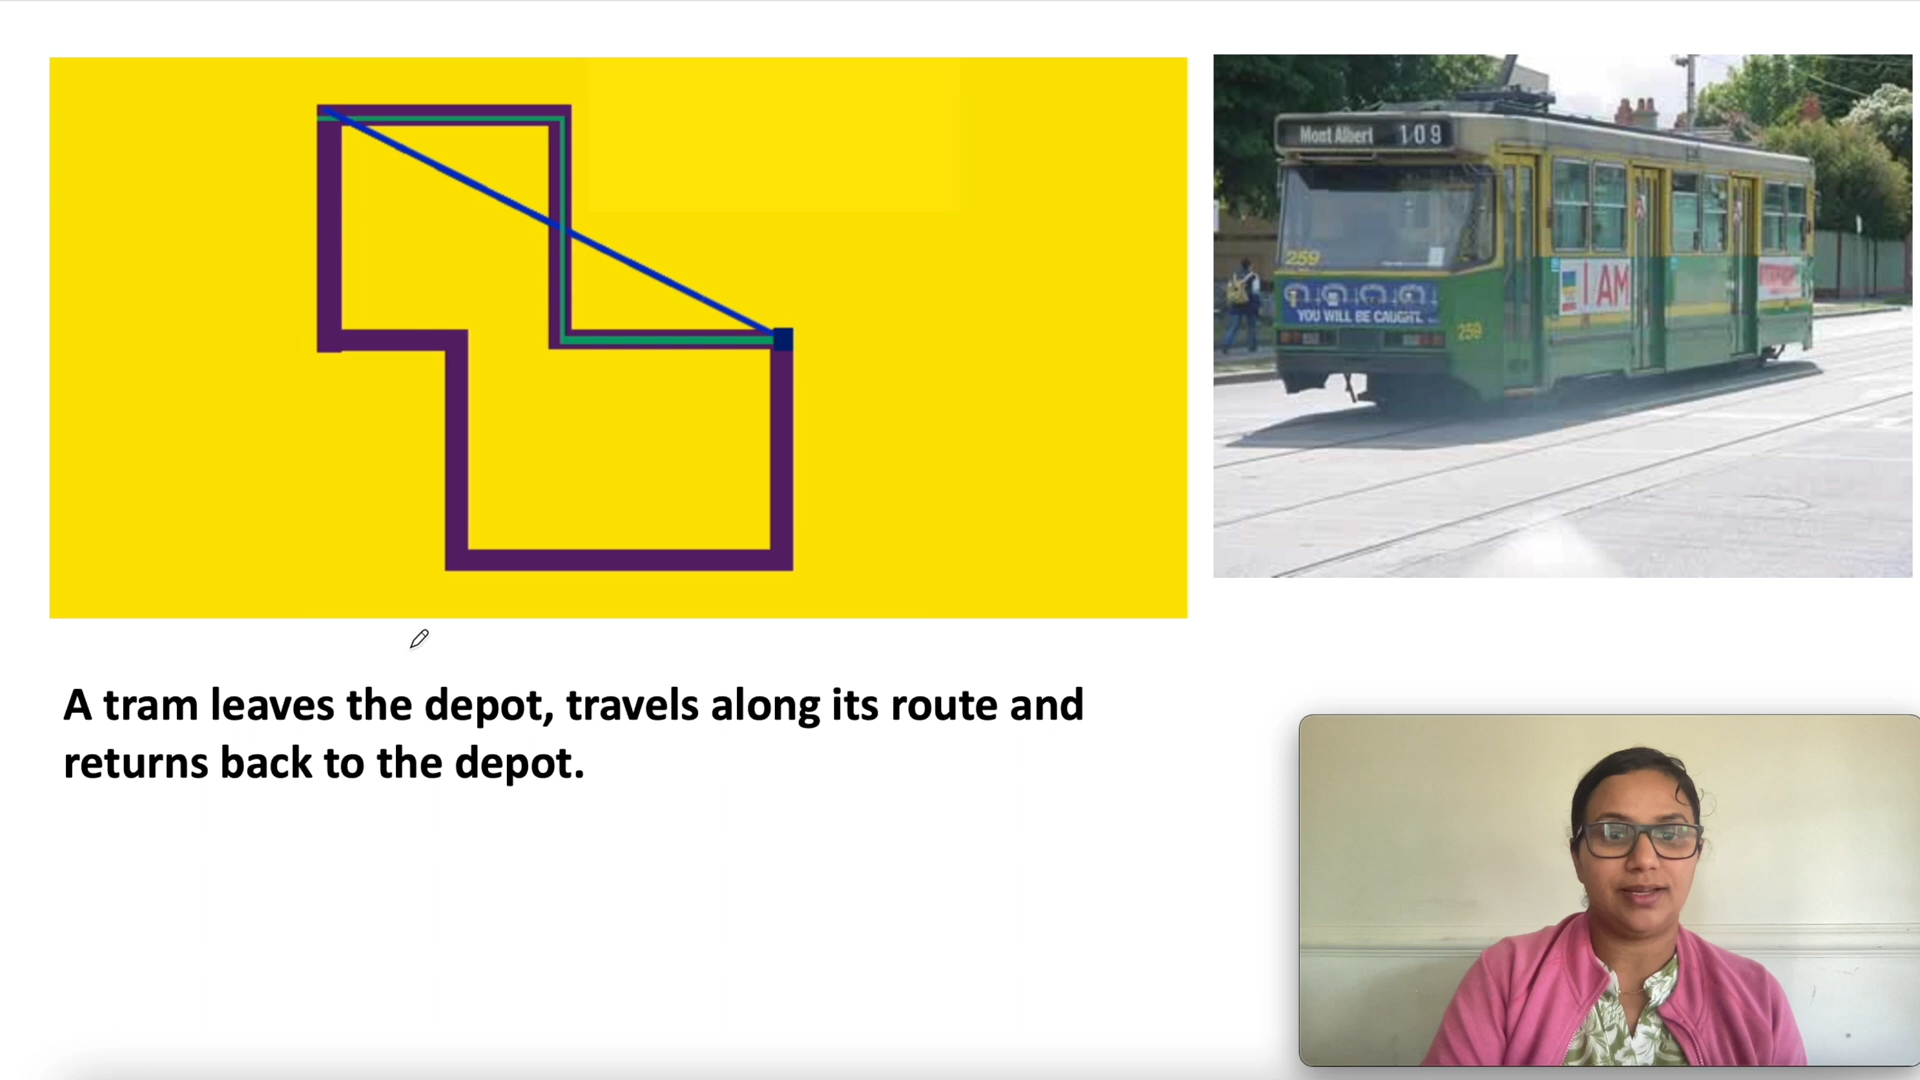 Mont Albert 109
259
I AM
YOU WILL BE CAUGHT.
259
A tram leaves the depot, travels along its route and
returns back to the depot.